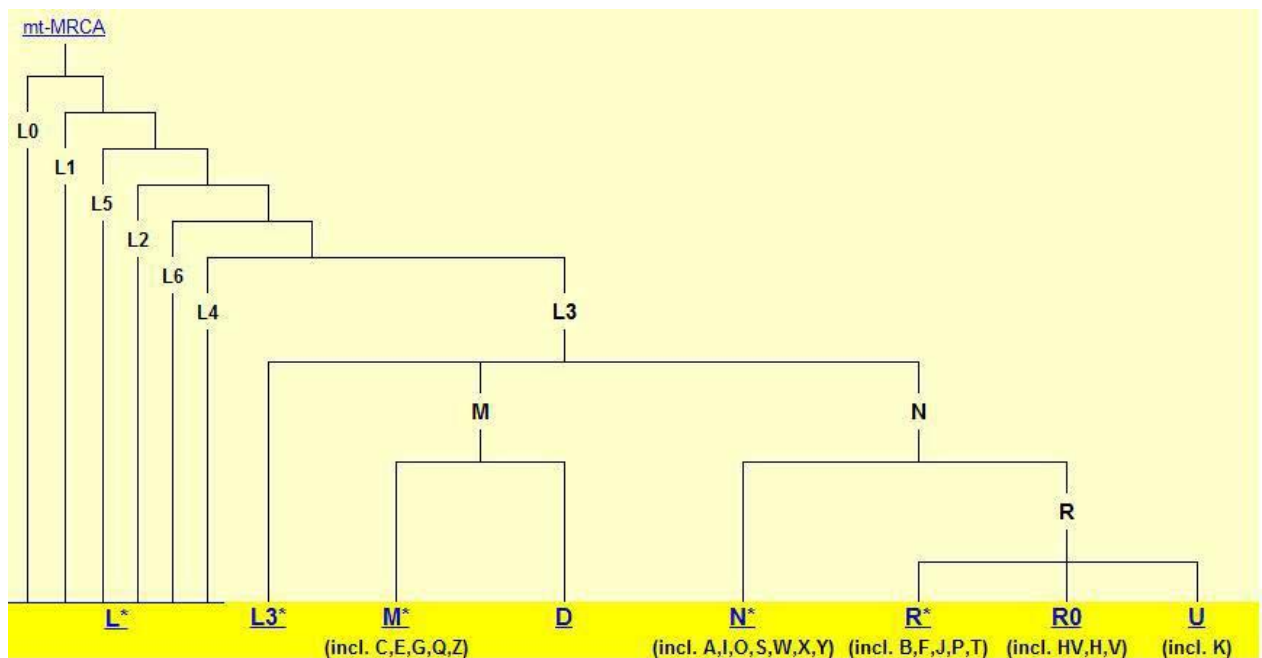 mt-MRCA
L0
L1
L5
L2
L6
L4
L3
M
N
R
L* L3* M* D N* R* R0 U
(incl. C,E,G,Q,Z) (incl. A,I,O,S,W,X,Y) (incl. B,F,J,P,T) (incl. HV,H,V) (incl. K)